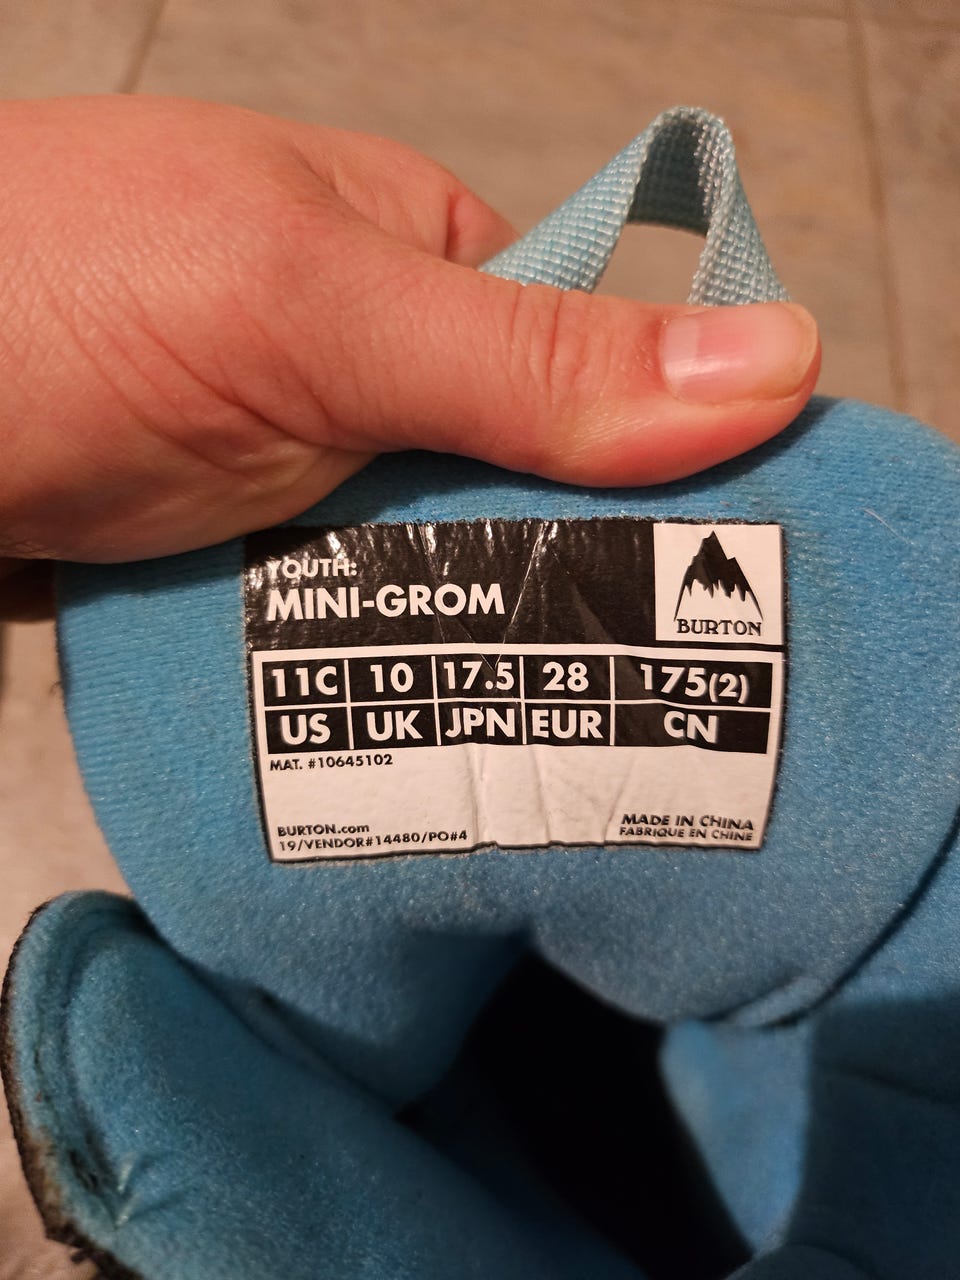 YOUTH:
MINI-GROM
BURTON
11C 10 17.5 28 175(2)
US UK JPN EUR CN
MAT. #10645102
BURTON.com
19/VENDOR#14480/PO#4
MADE IN CHINA
FABRIQUE EN CHINE